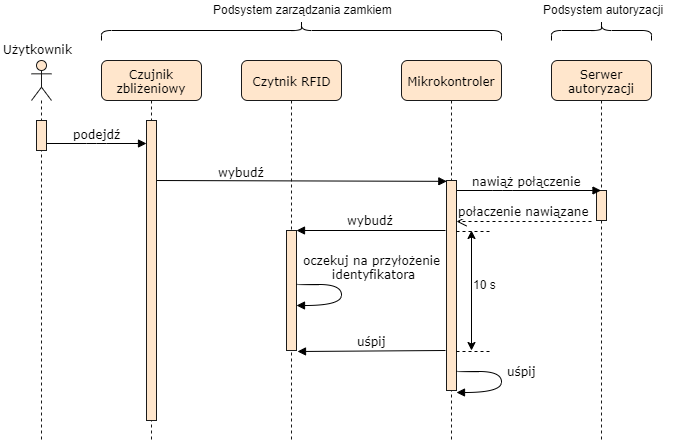 Podsystem zarządzania zamkiem
Podsystem autoryzacji
Użytkownik
Czujnik
zbliżeniowy
Czytnik RFID
Mikrokontroler
Serwer
autoryzacji
podejdź
wybudź
nawiąż połączenie
połaczenie nawiązane
wybudź
oczekuj na przyłożenie
identyfikatora
10 s
uśpij
uśpij